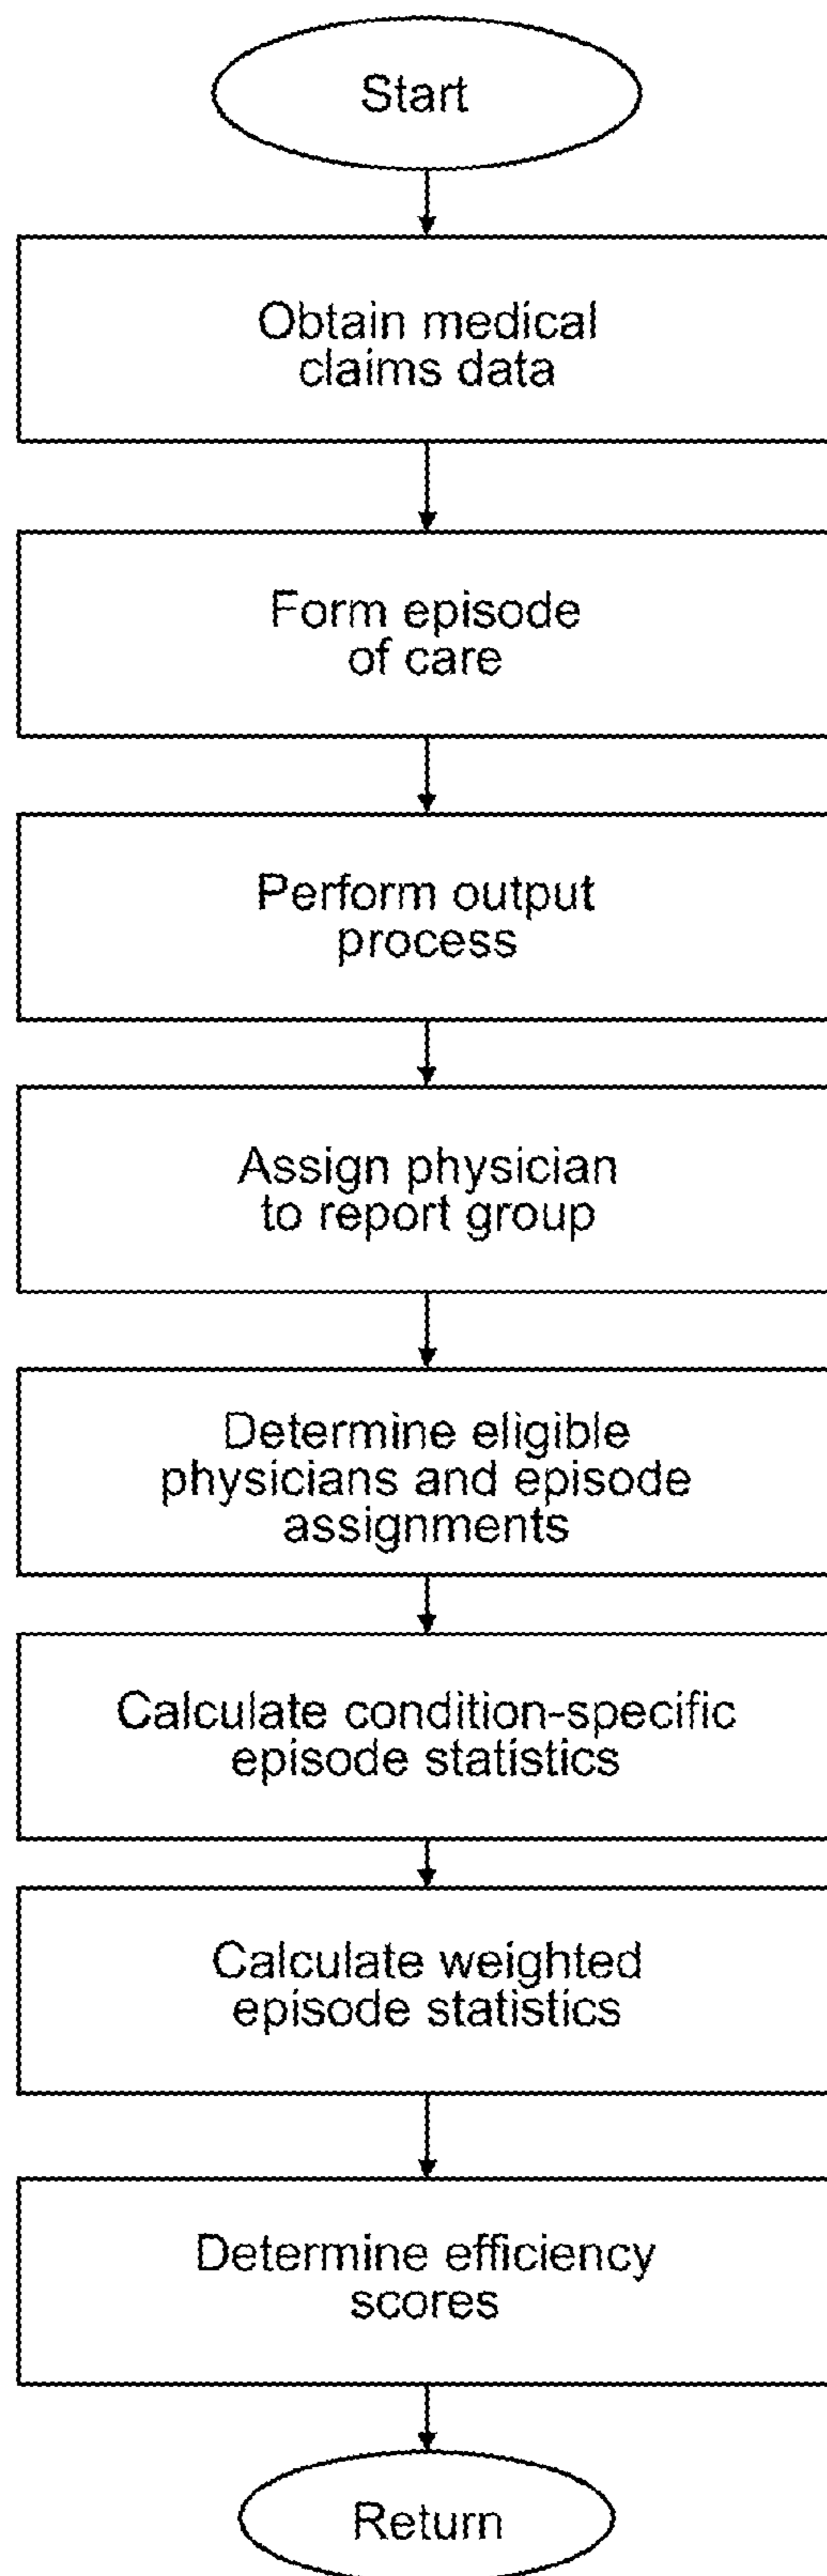 Start
Obtain medical
claims data
Form episode
of care
Perform output
process
Assign physician
to report group
Determine eligible
physicians and episode
assignments
Calculate condition-specific
episode statistics
Calculate weighted
episode statistics
Determine efficiency
scores
Return